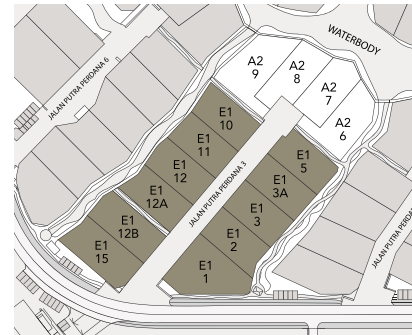 WATERBODY
JALAN PUTRA PERDANA 6
A2
9
A2
8
A2
7
A2
6
E1
10
E1
11
E1
12
E1
12A
E1
12B
E1
15
JALAN PUTRA PERDANA 3
E1
5
E1
3A
E1
3
E1
2
E1
1
JALAN PUTRA PERDAN